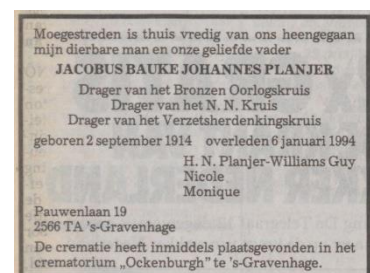 Moegestreden is thuis vredig van ons heengegaan
mijn dierbare man en onze geliefde vader
JACOBUS BAUKE JOHANNES PLANJER
Drager van het Bronzen Oorlogskruis
Drager van het N. N. Kruis
Drager van het Verzetsherdenkingskruis
geboren 2 september 1914 overleden 6 januari 1994
H. N. Planjer-Williams Guy
Nicole
Monique
Pauwenlaan 19
2566 TA 's-Gravenhage
De crematie heeft inmiddels plaatsgevonden in het
crematorium „Ockenburgh” te 's-Gravenhage.